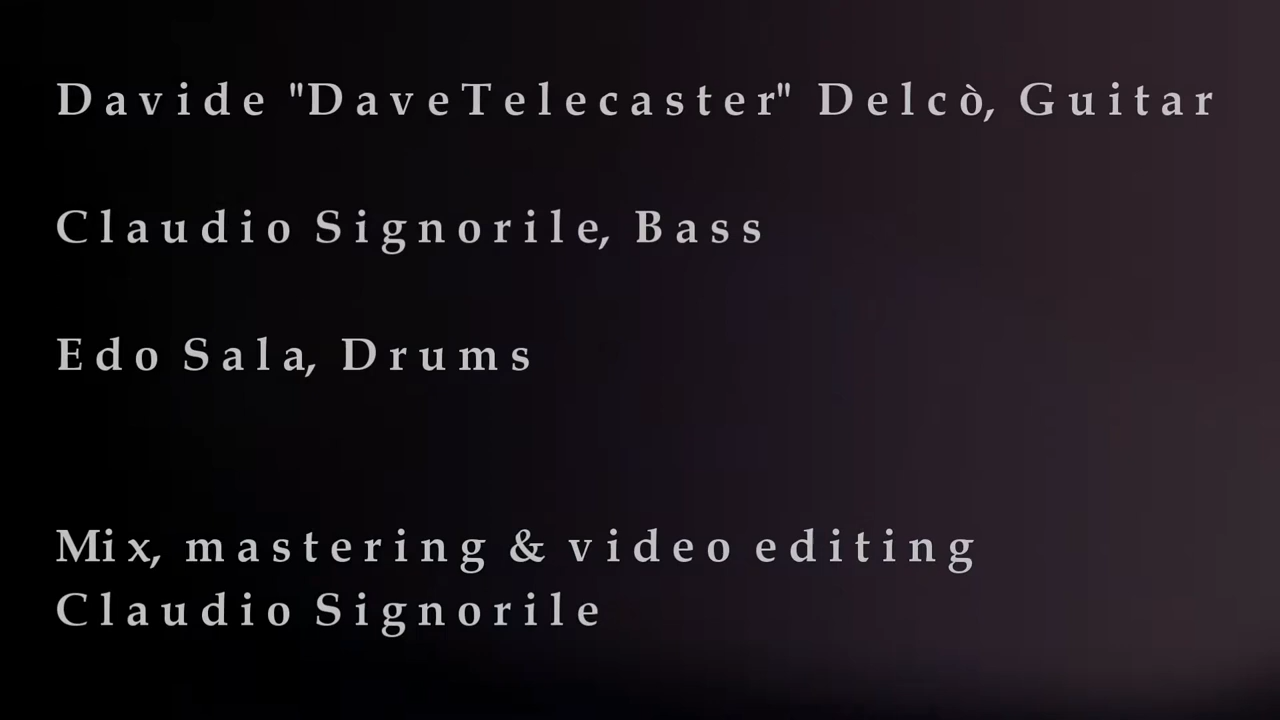 Davide "DaveTelecaster" Delcò, Guitar
Claudio Signorile, Bass
Edo Sala, Drums
Mix, mastering & video editing
Claudio Signorile